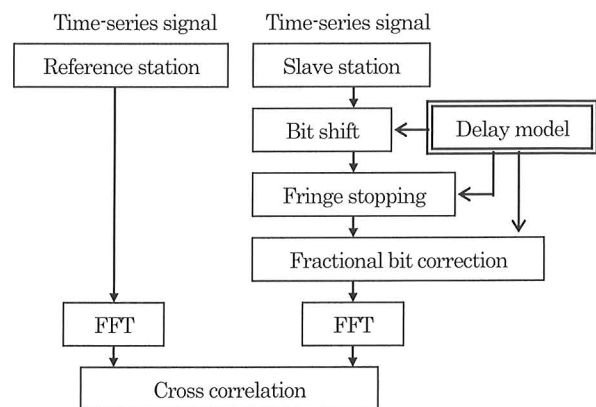 Time-series signal
Time-series signal
Reference station
Slave station
Bit shift
Delay model
Fringe stopping
Fractional bit correction
FFT
FFT
Cross correlation